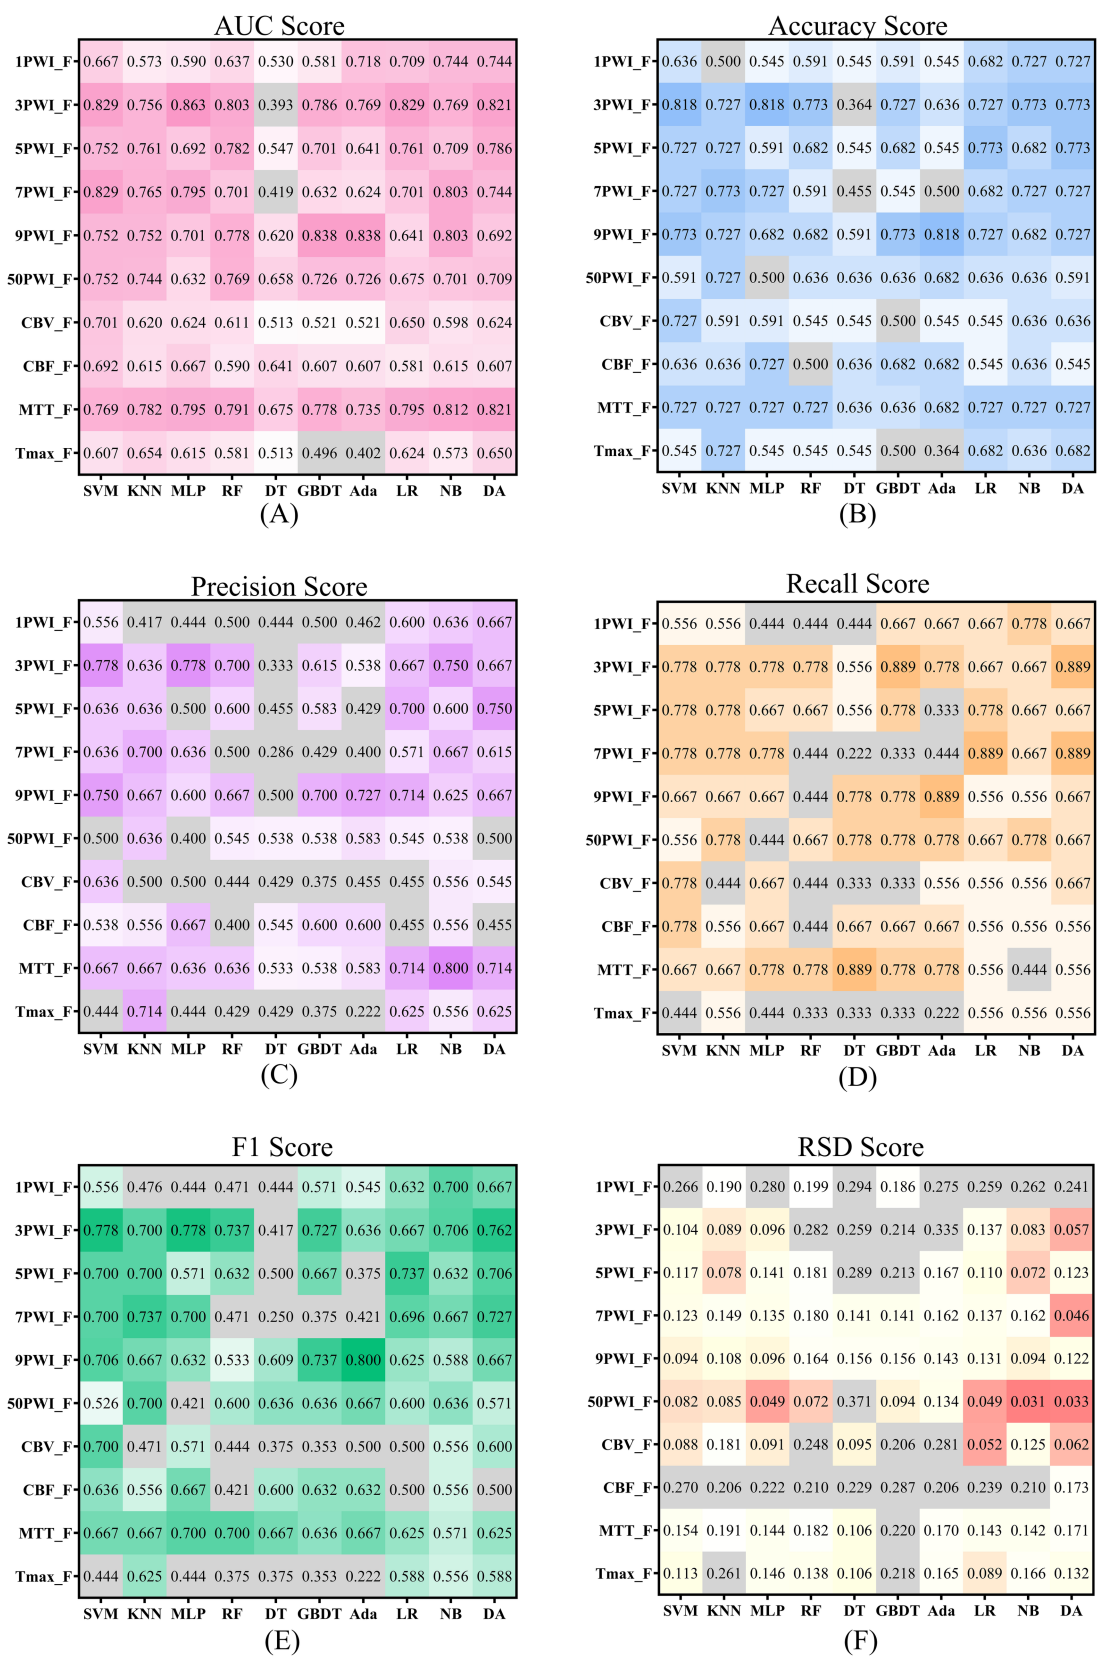 AUC Score
1PWI_F 0.667 0.573 0.590 0.637 0.530 0.581 0.718 0.709 0.744 0.744
3PWI_F 0.829 0.756 0.863 0.803 0.393 0.786 0.769 0.829 0.769 0.821
5PWI_F 0.752 0.761 0.692 0.782 0.547 0.701 0.641 0.761 0.709 0.786
7PWI_F 0.829 0.765 0.795 0.701 0.419 0.632 0.624 0.701 0.803 0.744
9PWI_F 0.752 0.752 0.701 0.778 0.620 0.838 0.838 0.641 0.803 0.692
50PWI_F 0.752 0.744 0.632 0.769 0.658 0.726 0.726 0.675 0.701 0.709
CBV_F 0.701 0.620 0.624 0.611 0.513 0.521 0.521 0.650 0.598 0.624
CBF_F 0.692 0.615 0.667 0.590 0.641 0.607 0.607 0.581 0.615 0.607
MTT_F 0.769 0.782 0.795 0.791 0.675 0.778 0.735 0.795 0.812 0.821
Tmax_F 0.607 0.654 0.615 0.581 0.513 0.496 0.402 0.624 0.573 0.650
SVM KNN MLP RF DT GBDT Ada LR NB DA
(A)
Accuracy Score
1PWI_F 0.636 0.500 0.545 0.591 0.545 0.591 0.545 0.682 0.727 0.727
3PWI_F 0.818 0.727 0.818 0.773 0.364 0.727 0.636 0.727 0.773 0.773
5PWI_F 0.727 0.727 0.591 0.682 0.545 0.682 0.545 0.773 0.682 0.773
7PWI_F 0.727 0.773 0.727 0.591 0.455 0.545 0.500 0.682 0.727 0.727
9PWI_F 0.773 0.727 0.682 0.682 0.591 0.773 0.818 0.727 0.682 0.727
50PWI_F 0.591 0.727 0.500 0.636 0.636 0.636 0.682 0.636 0.636 0.591
CBV_F 0.727 0.591 0.591 0.545 0.545 0.500 0.545 0.545 0.636 0.636
CBF_F 0.636 0.636 0.727 0.500 0.636 0.682 0.682 0.545 0.636 0.545
MTT_F 0.727 0.727 0.727 0.727 0.636 0.636 0.682 0.727 0.727 0.727
Tmax_F 0.545 0.727 0.545 0.545 0.545 0.500 0.364 0.682 0.636 0.682
SVM KNN MLP RF DT GBDT Ada LR NB DA
(B)
Precision Score
1PWI_F 0.556 0.417 0.444 0.500 0.444 0.500 0.462 0.600 0.636 0.667
3PWI_F 0.778 0.636 0.778 0.700 0.333 0.615 0.538 0.667 0.750 0.667
5PWI_F 0.636 0.636 0.500 0.600 0.455 0.583 0.429 0.700 0.600 0.750
7PWI_F 0.636 0.700 0.636 0.500 0.286 0.429 0.400 0.571 0.667 0.615
9PWI_F 0.750 0.667 0.600 0.667 0.500 0.700 0.727 0.714 0.625 0.667
50PWI_F 0.500 0.636 0.400 0.545 0.538 0.538 0.583 0.545 0.538 0.500
CBV_F 0.636 0.500 0.500 0.444 0.429 0.375 0.455 0.455 0.556 0.545
CBF_F 0.538 0.556 0.667 0.400 0.545 0.600 0.600 0.455 0.556 0.455
MTT_F 0.667 0.667 0.636 0.636 0.533 0.538 0.583 0.714 0.800 0.714
Tmax_F 0.444 0.714 0.444 0.429 0.429 0.375 0.222 0.625 0.556 0.625
SVM KNN MLP RF DT GBDT Ada LR NB DA
(C)
Recall Score
1PWI_F 0.556 0.556 0.444 0.444 0.444 0.667 0.667 0.667 0.778 0.667
3PWI_F 0.778 0.778 0.778 0.778 0.556 0.889 0.778 0.667 0.667 0.889
5PWI_F 0.778 0.778 0.667 0.667 0.556 0.778 0.333 0.778 0.667 0.667
7PWI_F 0.778 0.778 0.778 0.444 0.222 0.333 0.444 0.889 0.667 0.889
9PWI_F 0.667 0.667 0.667 0.444 0.778 0.778 0.889 0.556 0.556 0.667
50PWI_F 0.556 0.778 0.444 0.667 0.778 0.778 0.778 0.667 0.778 0.667
CBV_F 0.778 0.444 0.667 0.444 0.333 0.333 0.556 0.556 0.556 0.667
CBF_F 0.778 0.556 0.667 0.444 0.667 0.667 0.667 0.556 0.556 0.556
MTT_F 0.667 0.667 0.778 0.778 0.889 0.778 0.778 0.556 0.444 0.556
Tmax_F 0.444 0.556 0.444 0.333 0.333 0.333 0.222 0.556 0.556 0.556
SVM KNN MLP RF DT GBDT Ada LR NB DA
(D)
F1 Score
1PWI_F 0.556 0.476 0.444 0.471 0.444 0.571 0.545 0.632 0.700 0.667
3PWI_F 0.778 0.700 0.778 0.737 0.417 0.727 0.636 0.667 0.706 0.762
5PWI_F 0.700 0.700 0.571 0.632 0.500 0.667 0.375 0.737 0.632 0.706
7PWI_F 0.700 0.737 0.700 0.471 0.250 0.375 0.421 0.696 0.667 0.727
9PWI_F 0.706 0.667 0.632 0.533 0.609 0.737 0.800 0.625 0.588 0.667
50PWI_F 0.526 0.700 0.421 0.600 0.636 0.636 0.667 0.600 0.636 0.571
CBV_F 0.700 0.471 0.571 0.444 0.375 0.353 0.500 0.500 0.556 0.600
CBF_F 0.636 0.556 0.667 0.421 0.600 0.632 0.632 0.500 0.556 0.500
MTT_F 0.667 0.667 0.700 0.700 0.667 0.636 0.667 0.625 0.571 0.625
Tmax_F 0.444 0.625 0.444 0.375 0.375 0.353 0.222 0.588 0.556 0.588
SVM KNN MLP RF DT GBDT Ada LR NB DA
(E)
RSD Score
1PWI_F 0.266 0.190 0.280 0.199 0.294 0.186 0.275 0.259 0.262 0.241
3PWI_F 0.104 0.089 0.096 0.282 0.259 0.214 0.335 0.137 0.083 0.057
5PWI_F 0.117 0.078 0.141 0.181 0.289 0.213 0.167 0.110 0.072 0.123
7PWI_F 0.123 0.149 0.135 0.180 0.141 0.141 0.162 0.137 0.162 0.046
9PWI_F 0.094 0.108 0.096 0.164 0.156 0.156 0.143 0.131 0.094 0.122
50PWI_F 0.082 0.085 0.049 0.072 0.371 0.094 0.134 0.049 0.031 0.033
CBV_F 0.088 0.181 0.091 0.248 0.095 0.206 0.281 0.052 0.125 0.062
CBF_F 0.270 0.206 0.222 0.210 0.229 0.287 0.206 0.239 0.210 0.173
MTT_F 0.154 0.191 0.144 0.182 0.106 0.220 0.170 0.143 0.142 0.171
Tmax_F 0.113 0.261 0.146 0.138 0.106 0.218 0.165 0.089 0.166 0.132
SVM KNN MLP RF DT GBDT Ada LR NB DA
(F)